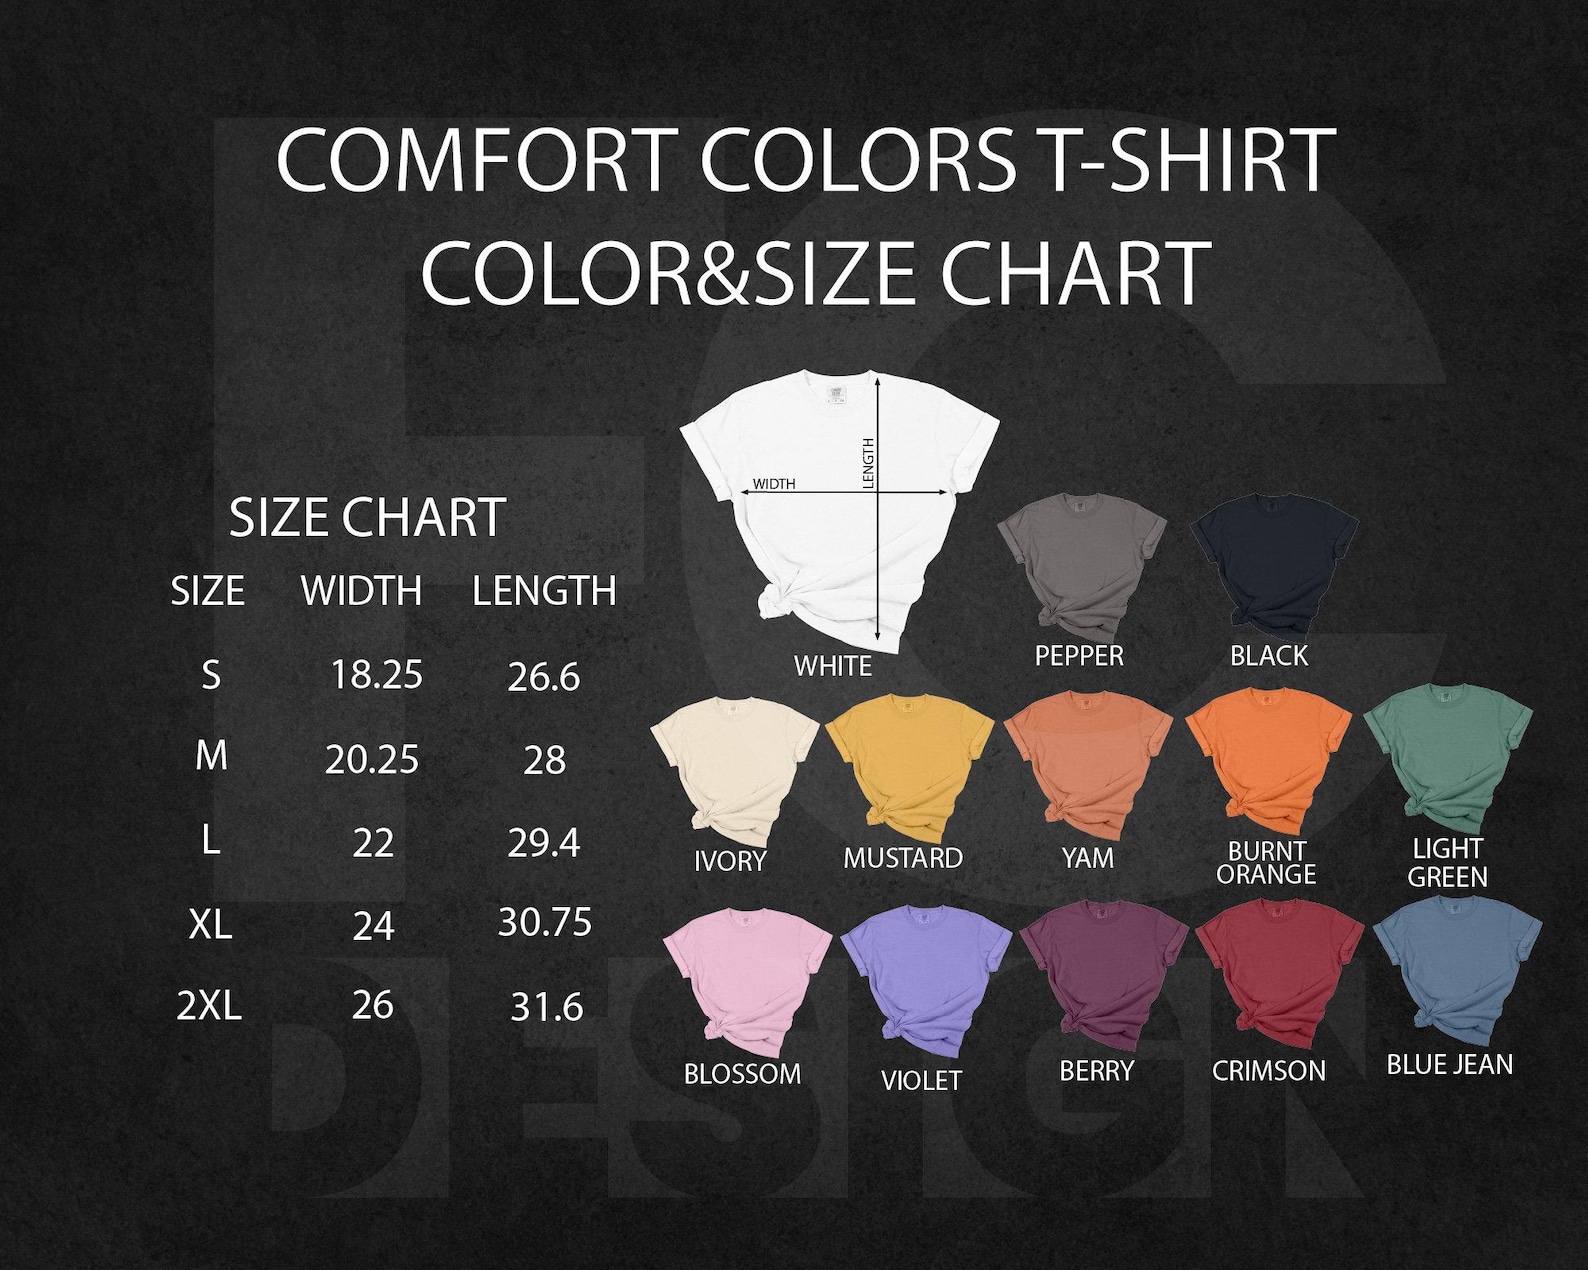 COMFORT COLORS T-SHIRT
COLOR&SIZE CHART
SIZE CHART
SIZE WIDTH LENGTH
S 18.25 26.6
M 20.25 28
L 22 29.4
XL 24 30.75
2XL 26 31.6
WIDTH
LENGTH
WHITE
PEPPER
BLACK
IVORY
MUSTARD
YAM
BURNT
ORANGE
LIGHT
GREEN
BLOSSOM
VIOLET
BERRY
CRIMSON
BLUE JEAN
DESIGN